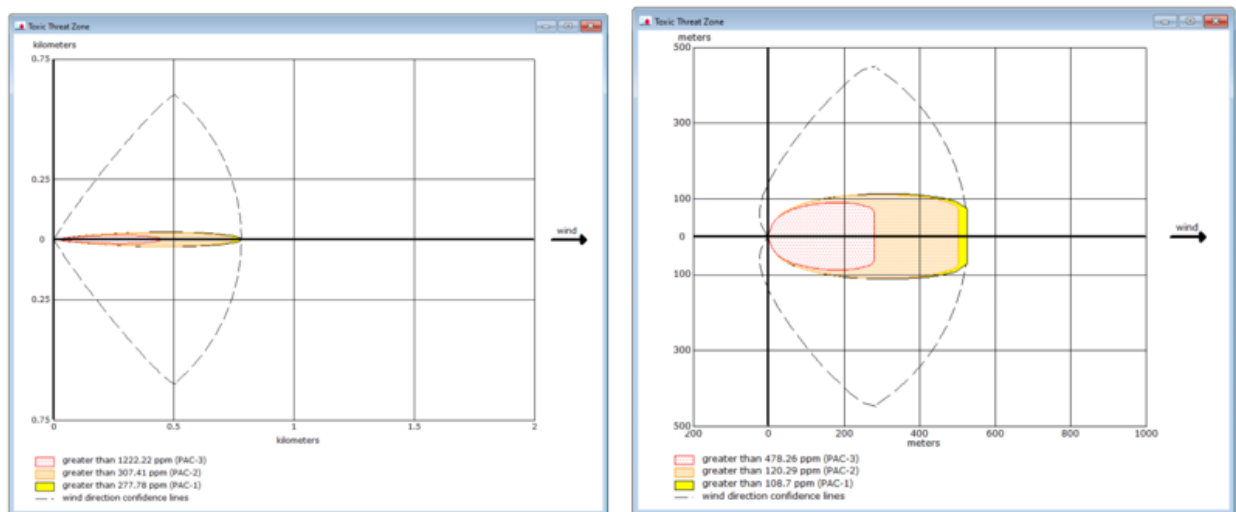 Toxic Threat Zone
kilometers
0.75
0.25
0
0.25
0.75
0 0.5 1 1.5 2
kilometers
wind
greater than 1222.22 ppm (PAC-3)
greater than 307.41 ppm (PAC-2)
greater than 277.78 ppm (PAC-1)
wind direction confidence lines
Toxic Threat Zone
meters
500
300
100
0
100
300
500
200 0 200 400 600 800 1000
meters
wind
greater than 478.26 ppm (PAC-3)
greater than 120.29 ppm (PAC-2)
greater than 108.7 ppm (PAC-1)
wind direction confidence lines